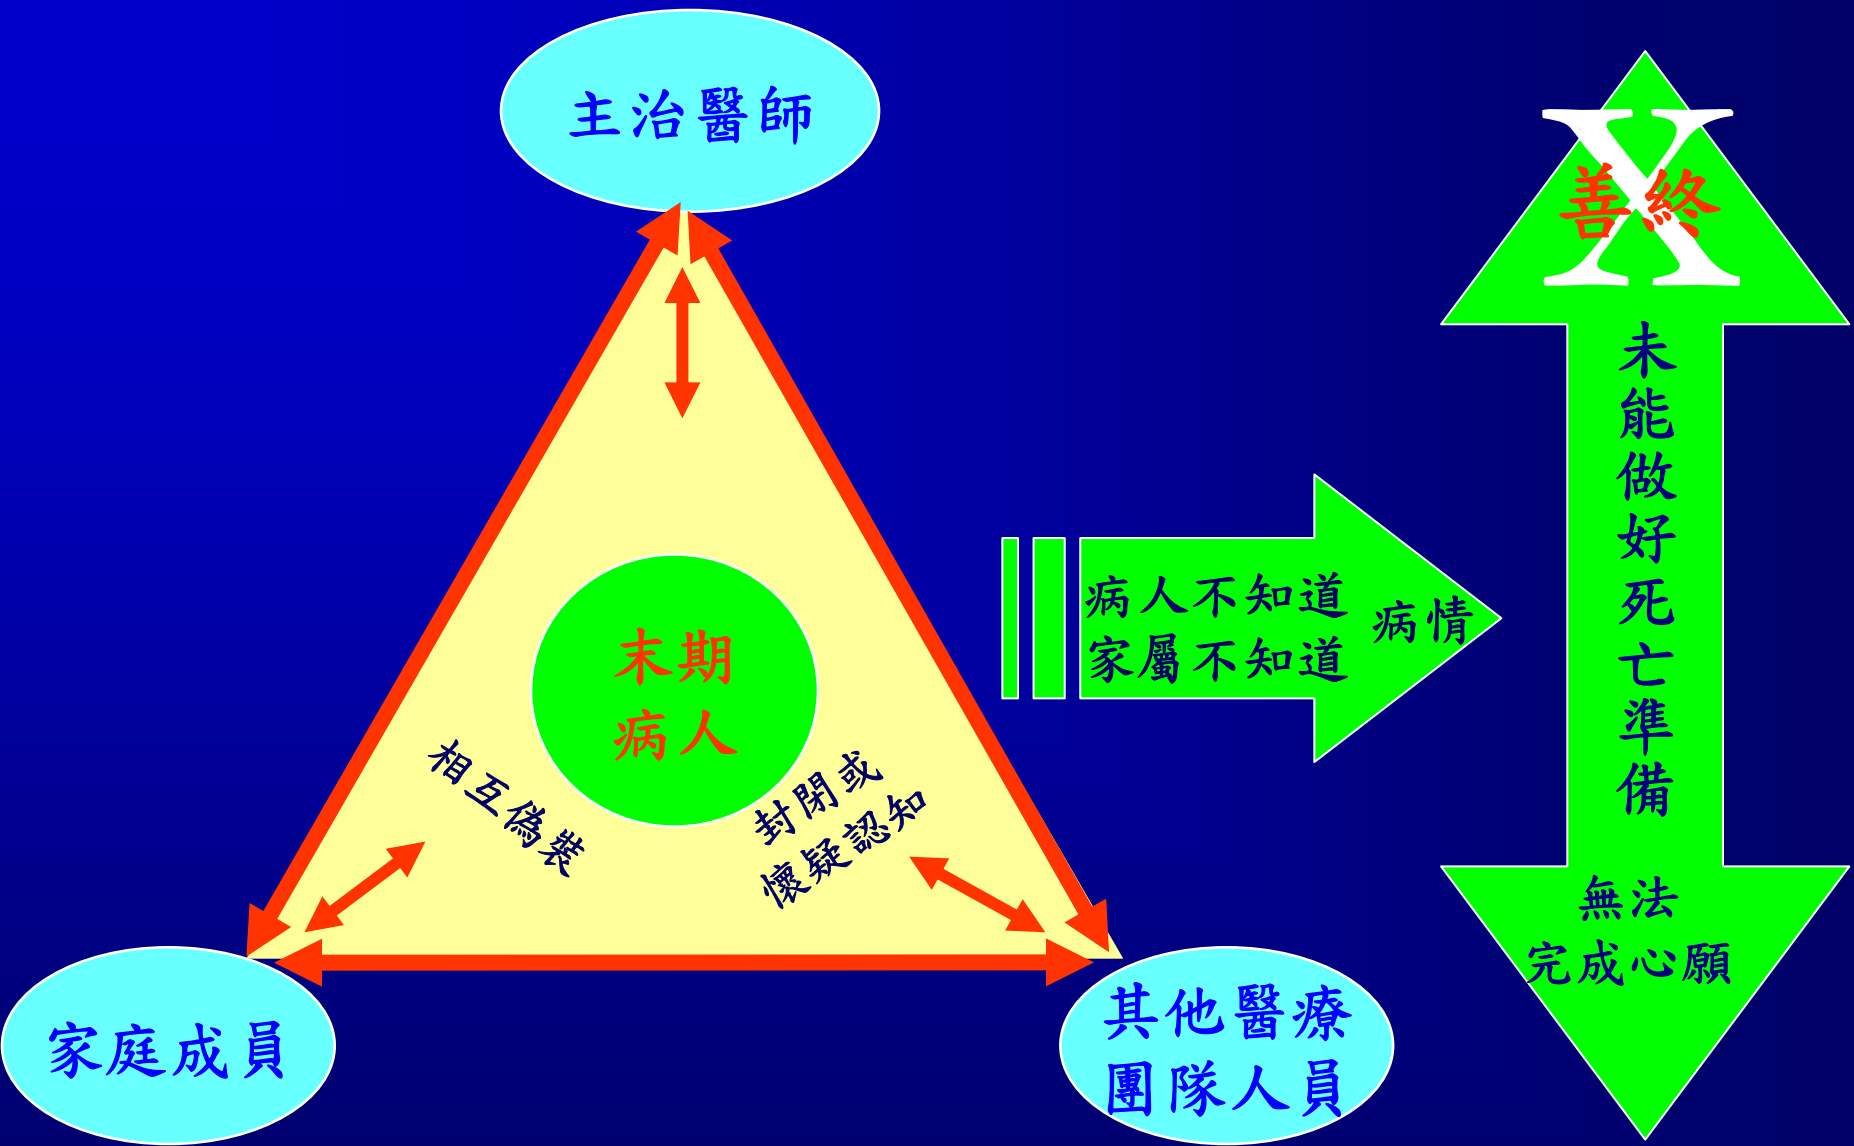 主治醫師
末期
病人
相互偽裝
封閉或
懷疑認知
家庭成員
其他醫療
團隊人員
病人不知道
家屬不知道
病情
X
善終
未能做好死亡準備
無法
完成心願